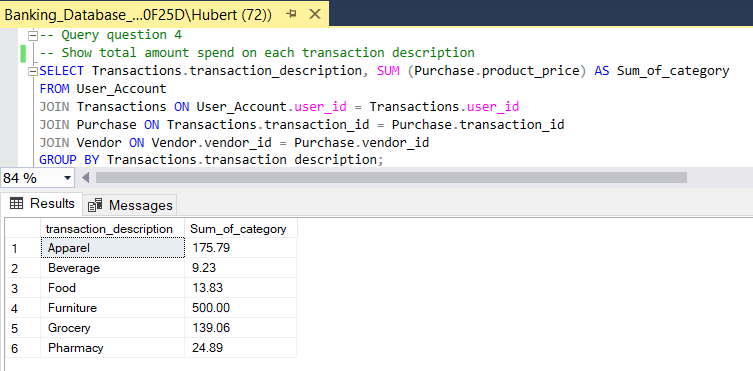 Banking_Database_...0F25D\Hubert (72))
-- Query question 4
-- Show total amount spend on each transaction description
SELECT Transactions.transaction_description, SUM (Purchase.product_price) AS Sum_of_category
FROM User_Account
JOIN Transactions ON User_Account.user_id = Transactions.user_id
JOIN Purchase ON Transactions.transaction_id = Purchase.transaction_id
JOIN Vendor ON Vendor.vendor_id = Purchase.vendor_id
GROUP BY Transactions.transaction description;
84 %
Results Messages
transaction_description Sum_of_category
1 Apparel 175.79
2 Beverage 9.23
3 Food 13.83
4 Furniture 500.00
5 Grocery 139.06
6 Pharmacy 24.89